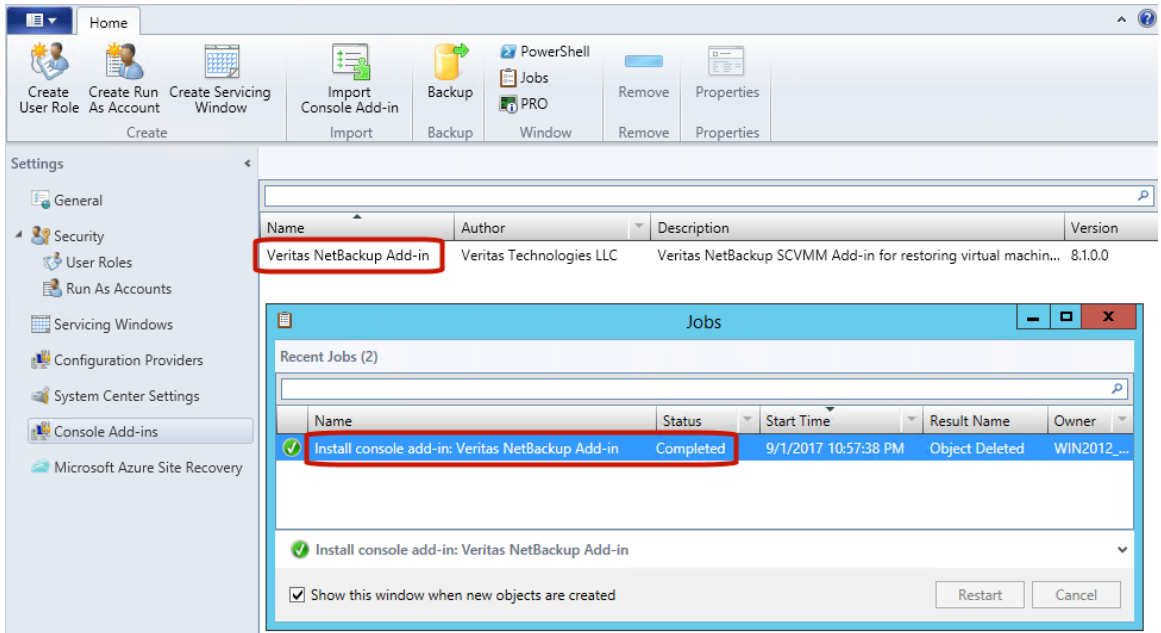 Home
Create User Role
Create Run As Account
Create Servicing Window
Create
Import Console Add-in
Import
Backup
Backup
PowerShell
Jobs
PRO
Window
Remove
Remove
Properties
Properties
Settings
General
Security
User Roles
Run As Accounts
Servicing Windows
Configuration Providers
System Center Settings
Console Add-ins
Microsoft Azure Site Recovery
Name Author Description Version
Veritas NetBackup Add-in Veritas Technologies LLC Veritas NetBackup SCVMM Add-in for restoring virtual machin... 8.1.0.0
Jobs
Recent Jobs (2)
Name Status Start Time Result Name Owner
Install console add-in: Veritas NetBackup Add-in Completed 9/1/2017 10:57:38 PM Object Deleted WIN2012_...
Install console add-in: Veritas NetBackup Add-in
Show this window when new objects are created
Restart Cancel